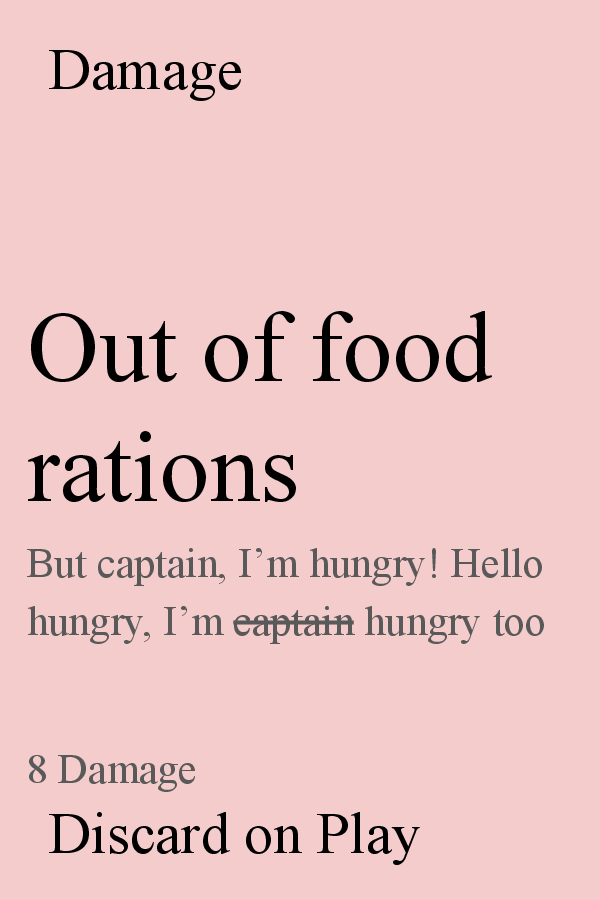 Damage
Out of food
rations
But captain, I’m hungry! Hello
hungry, I’m captain hungry too
8 Damage
Discard on Play